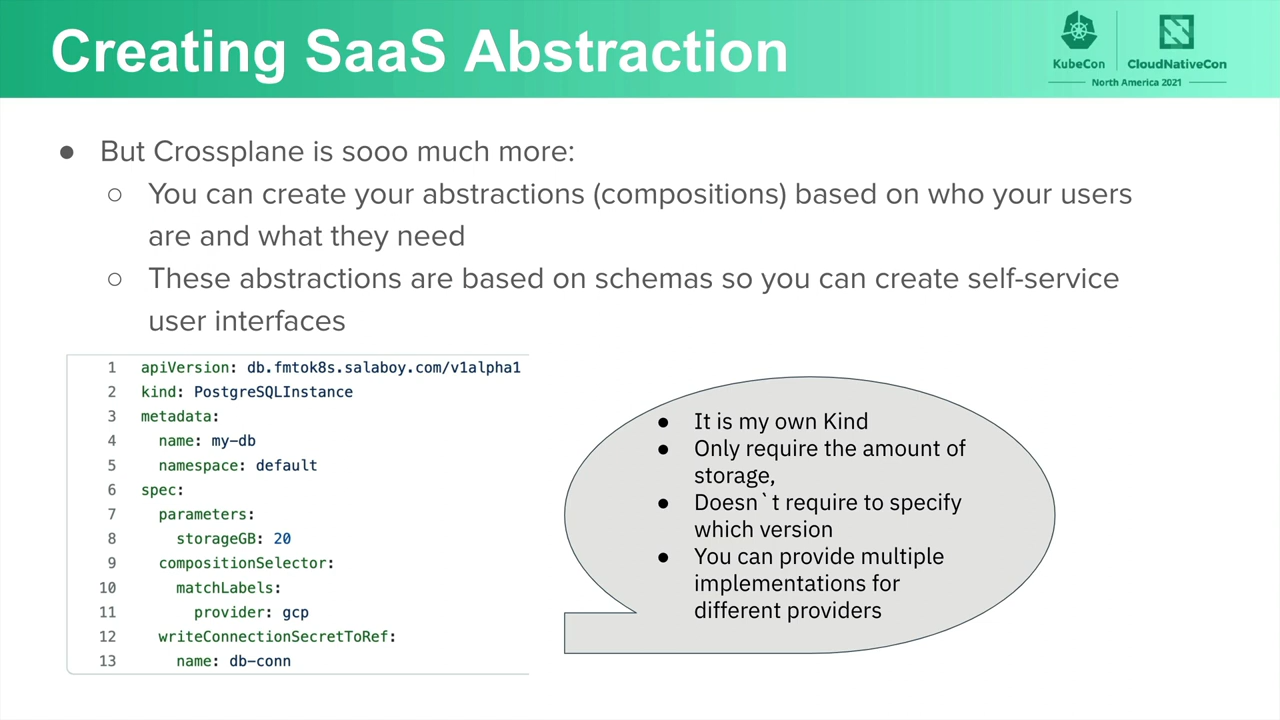 Creating SaaS Abstraction
KubeCon
CloudNativeCon
North America 2021
● But Crossplane is sooo much more:
○ You can create your abstractions (compositions) based on who your users
are and what they need
○ These abstractions are based on schemas so you can create self-service
user interfaces
1 apiVersion: db.fmtok8s.salaboy.com/v1alpha1
2 kind: PostgreSQLInstance
3 metadata:
4   name: my-db
5   namespace: default
6 spec:
7   parameters:
8     storageGB: 20
9   compositionSelector:
10     matchLabels:
11       provider: gcp
12   writeConnectionSecretToRef:
13     name: db-conn
● It is my own Kind
● Only require the amount of
storage,
● Doesn`t require to specify
which version
● You can provide multiple
implementations for
different providers